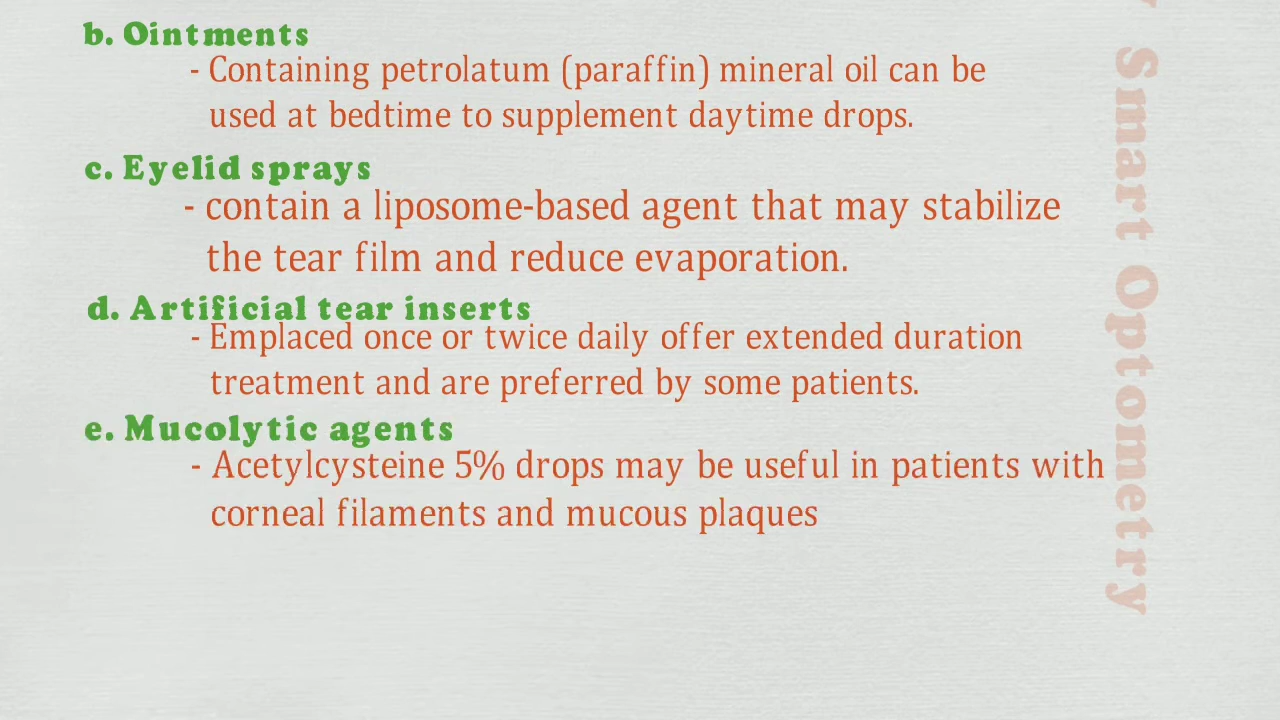 b. Ointments
- Containing petrolatum (paraffin) mineral oil can be
used at bedtime to supplement daytime drops.
c. Eyelid sprays
- contain a liposome-based agent that may stabilize
the tear film and reduce evaporation.
d. Artificial tear inserts
- Emplaced once or twice daily offer extended duration
treatment and are preferred by some patients.
e. Mucolytic agents
- Acetylcysteine 5% drops may be useful in patients with
corneal filaments and mucous plaques
Smart Optometry